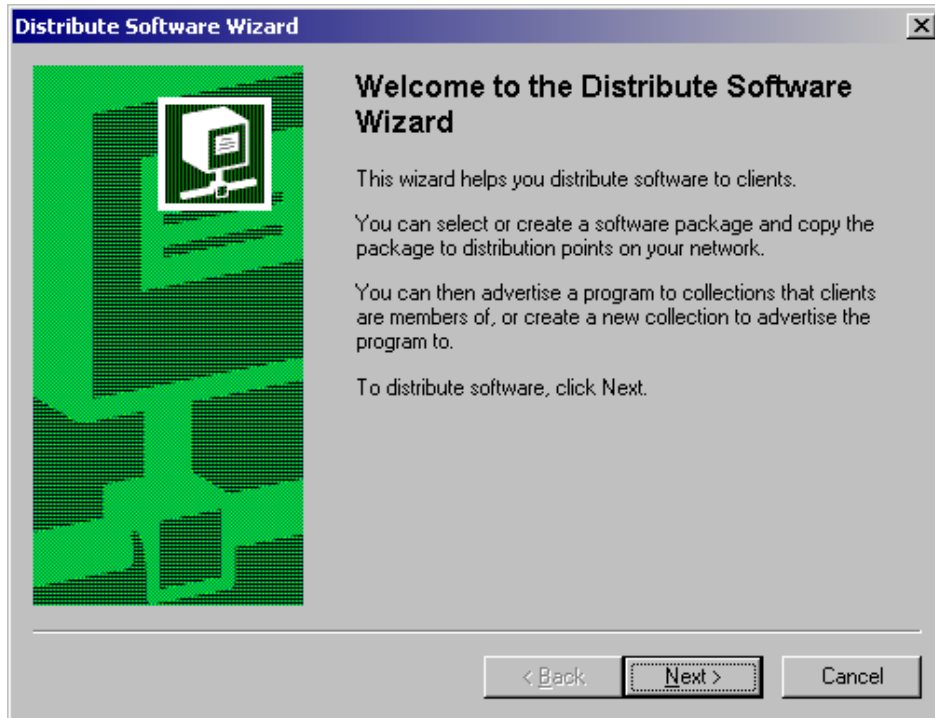 Distribute Software Wizard
Welcome to the Distribute Software
Wizard
This wizard helps you distribute software to clients.
You can select or create a software package and copy the
package to distribution points on your network.
You can then advertise a program to collections that clients
are members of, or create a new collection to advertise the
program to.
To distribute software, click Next.
< Back
Next >
Cancel